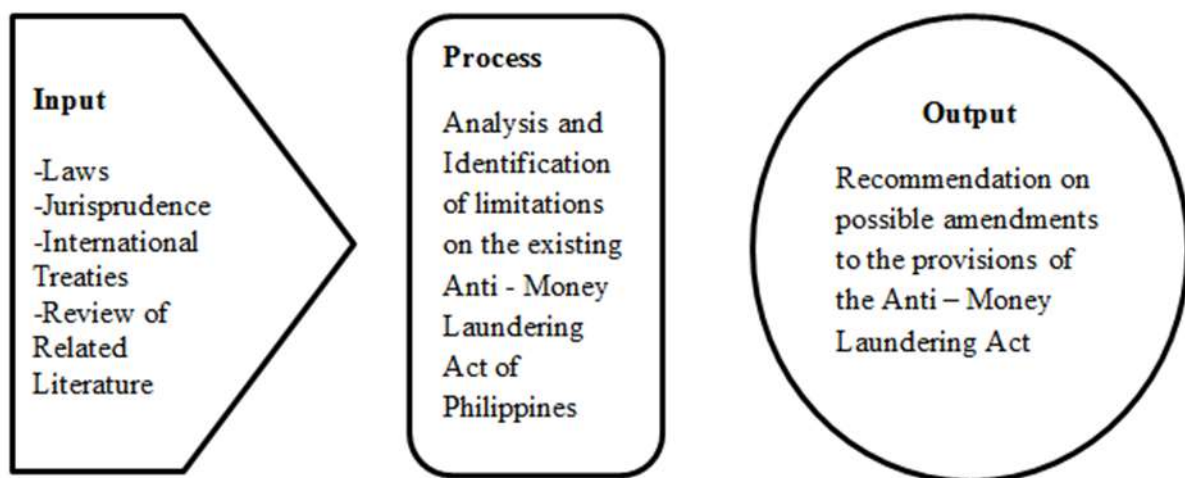 Input
-Laws
-Jurisprudence
-International
Treaties
-Review of
Related
Literature
Process
Analysis and
Identification
of limitations
on the existing
Anti - Money
Laundering
Act of
Philippines
Output
Recommendation on
possible amendments
to the provisions of
the Anti – Money
Laundering Act